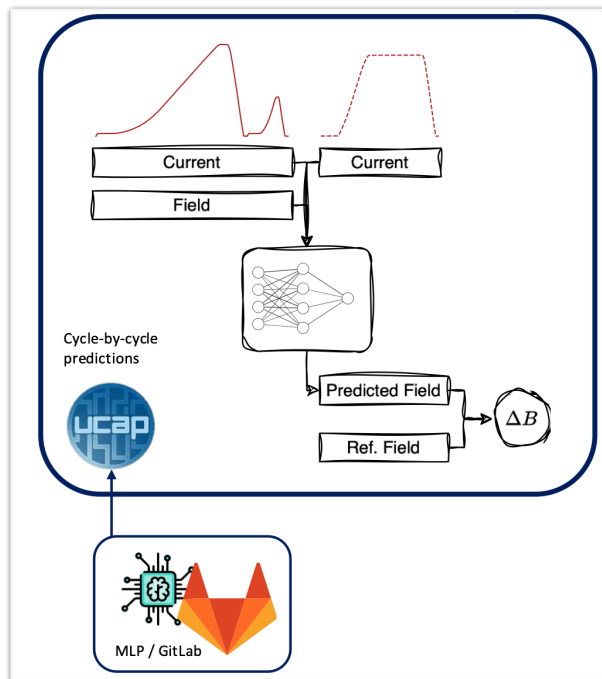 Current
Current
Field
Cycle-by-cycle
predictions
Predicted Field
ΔB
ucap
Ref. Field
MLP / GitLab